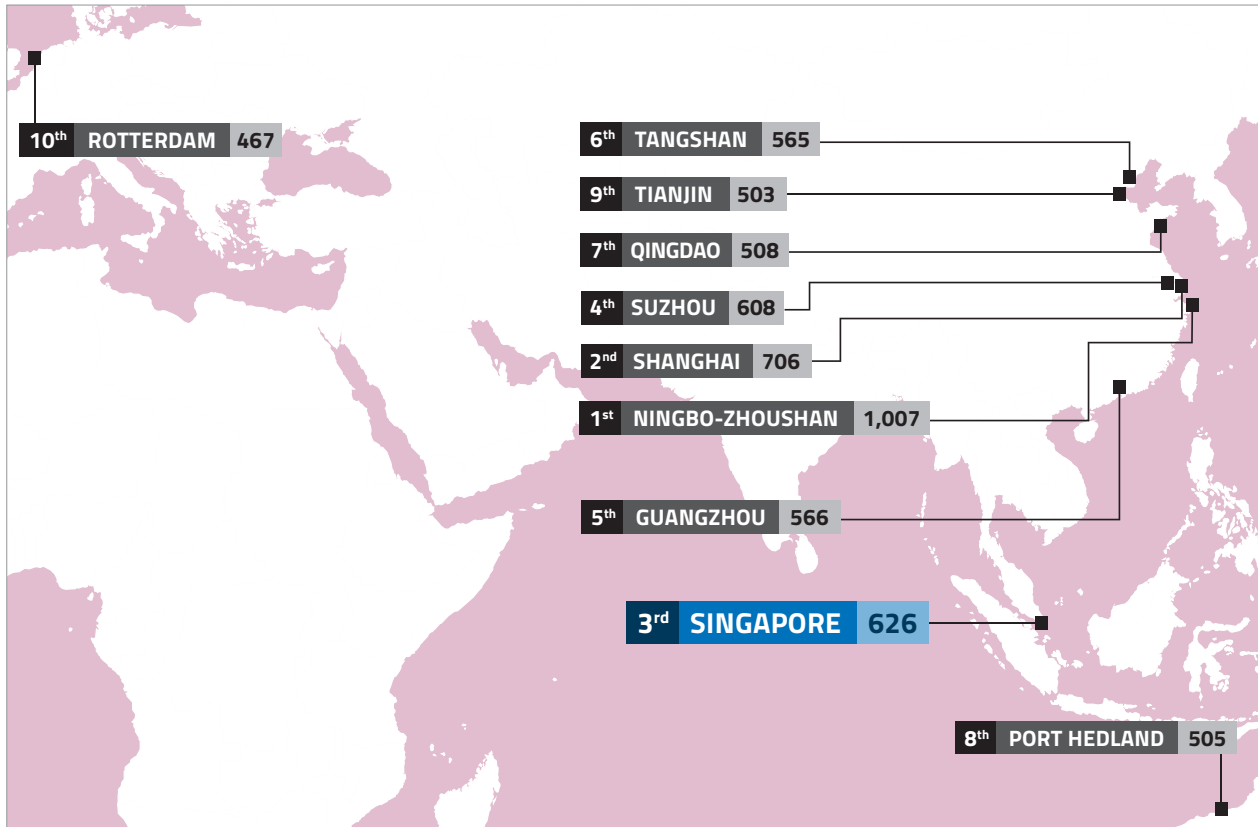 10th ROTTERDAM 467
6th TANGSHAN 565
9th TIANJIN 503
7th QINGDAO 508
4th SUZHOU 608
2nd SHANGHAI 706
1st NINGBO-ZHOUSHAN 1,007
5th GUANGZHOU 566
3rd SINGAPORE 626
8th PORT HEDLAND 505